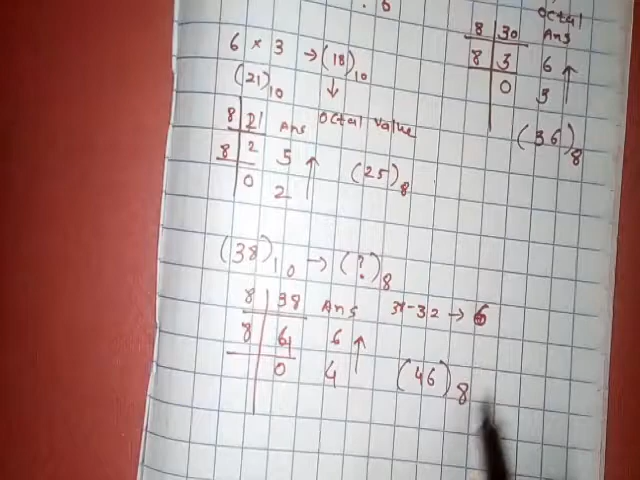 6
Octal
8 30 Ans
8 3 6
0 3
(36)8
6 × 3 → (18)10
(21)10 ↓
8 21 Ans Octal Value
8 2 5
0 2 (25)8
(38)10 → (?)8
8 38 Ans 38-32 → 6
8 4 6
0 4 (46)8